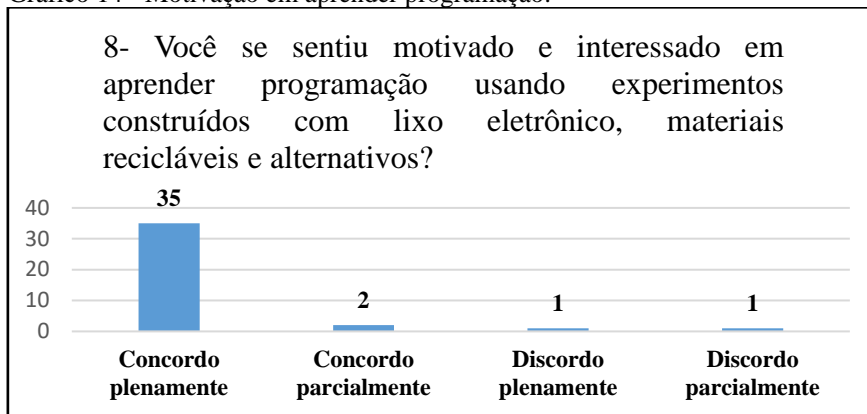 Gráfico 14 - Motivação em aprender programação.
8- Você se sentiu motivado e interessado em
aprender programação usando experimentos
construídos com lixo eletrônico, materiais
recicláveis e alternativos?
40
30
20
10
0
35
2
1
1
Concordo
plenamente
Concordo
parcialmente
Discordo
plenamente
Discordo
parcialmente